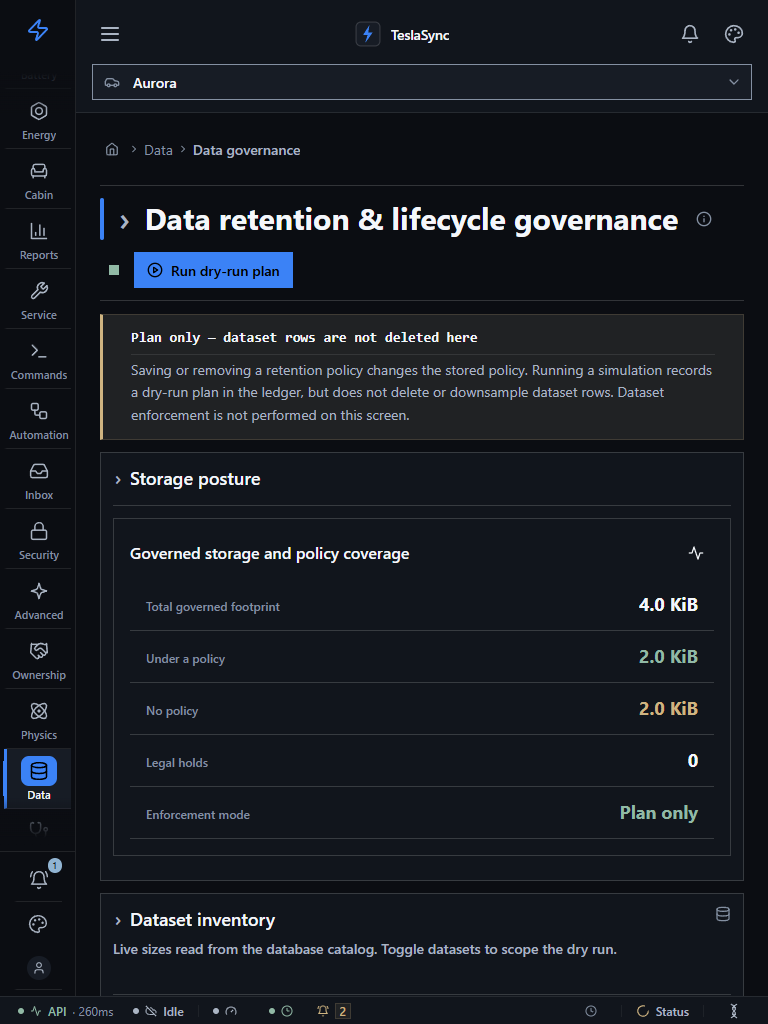 TeslaSync
Aurora
Battery
Energy
Cabin
Reports
Service
Commands
Automation
Inbox
Security
Advanced
Ownership
Physics
Data
1
Data
Data governance
Data retention & lifecycle governance
Run dry-run plan
Plan only — dataset rows are not deleted here
Saving or removing a retention policy changes the stored policy. Running a simulation records
a dry-run plan in the ledger, but does not delete or downsample dataset rows. Dataset
enforcement is not performed on this screen.
Storage posture
Governed storage and policy coverage
Total governed footprint 4.0 KiB
Under a policy 2.0 KiB
No policy 2.0 KiB
Legal holds 0
Enforcement mode Plan only
Dataset inventory
Live sizes read from the database catalog. Toggle datasets to scope the dry run.
API · 260ms Idle 2 Status